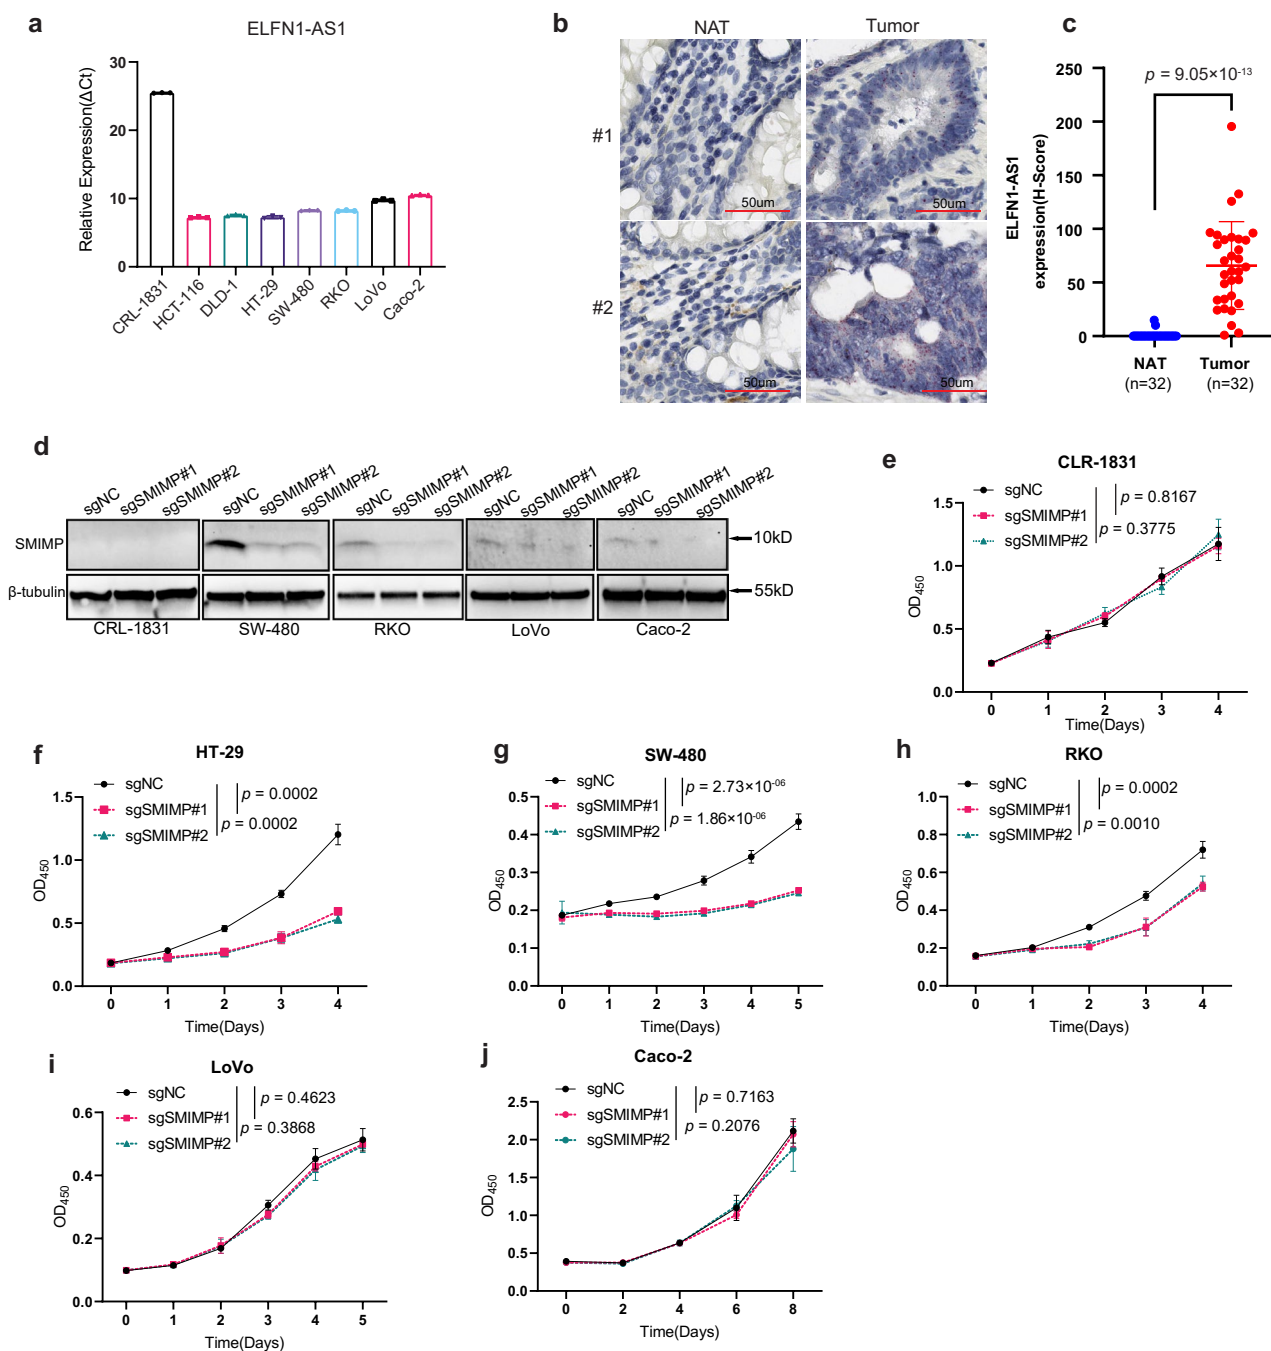 a
ELFN1-AS1
Relative Expression(ΔCt)
30
20
10
0
CRL-1831
HCT-116
DLD-1
HT-29
SW-480
RKO
LoVo
Caco-2
b
NAT
Tumor
#1
#2
50um
50um
50um
50um
c
p = 9.05×10⁻¹³
ELFN1-AS1
expression(H-Score)
250
200
150
100
50
0
NAT
(n=32)
Tumor
(n=32)
d
sgNC
sgSMIMP#1
sgSMIMP#2
sgNC
sgSMIMP#1
sgSMIMP#2
sgNC
sgSMIMP#1
sgSMIMP#2
sgNC
sgSMIMP#1
sgSMIMP#2
sgNC
sgSMIMP#1
sgSMIMP#2
SMIMP
10kD
β-tubulin
55kD
CRL-1831
SW-480
RKO
LoVo
Caco-2
e
CLR-1831
sgNC
sgSMIMP#1
sgSMIMP#2
p = 0.8167
p = 0.3775
OD₄₅₀
1.5
1.0
0.5
0.0
0 1 2 3 4
Time(Days)
f
HT-29
sgNC
sgSMIMP#1
sgSMIMP#2
p = 0.0002
p = 0.0002
OD₄₅₀
1.5
1.0
0.5
0.0
0 1 2 3 4
Time(Days)
g
SW-480
sgNC
sgSMIMP#1
sgSMIMP#2
p = 2.73×10⁻⁰⁶
p = 1.86×10⁻⁰⁶
OD₄₅₀
0.5
0.4
0.3
0.2
0.1
0.0
0 1 2 3 4 5
Time(Days)
h
RKO
sgNC
sgSMIMP#1
sgSMIMP#2
p = 0.0002
p = 0.0010
OD₄₅₀
1.0
0.8
0.6
0.4
0.2
0.0
0 1 2 3 4
Time(Days)
i
LoVo
sgNC
sgSMIMP#1
sgSMIMP#2
p = 0.4623
p = 0.3868
OD₄₅₀
0.6
0.4
0.2
0.0
0 1 2 3 4 5
Time(Days)
j
Caco-2
sgNC
sgSMIMP#1
sgSMIMP#2
p = 0.7163
p = 0.2076
OD₄₅₀
2.5
2.0
1.5
1.0
0.5
0.0
0 2 4 6 8
Time(Days)